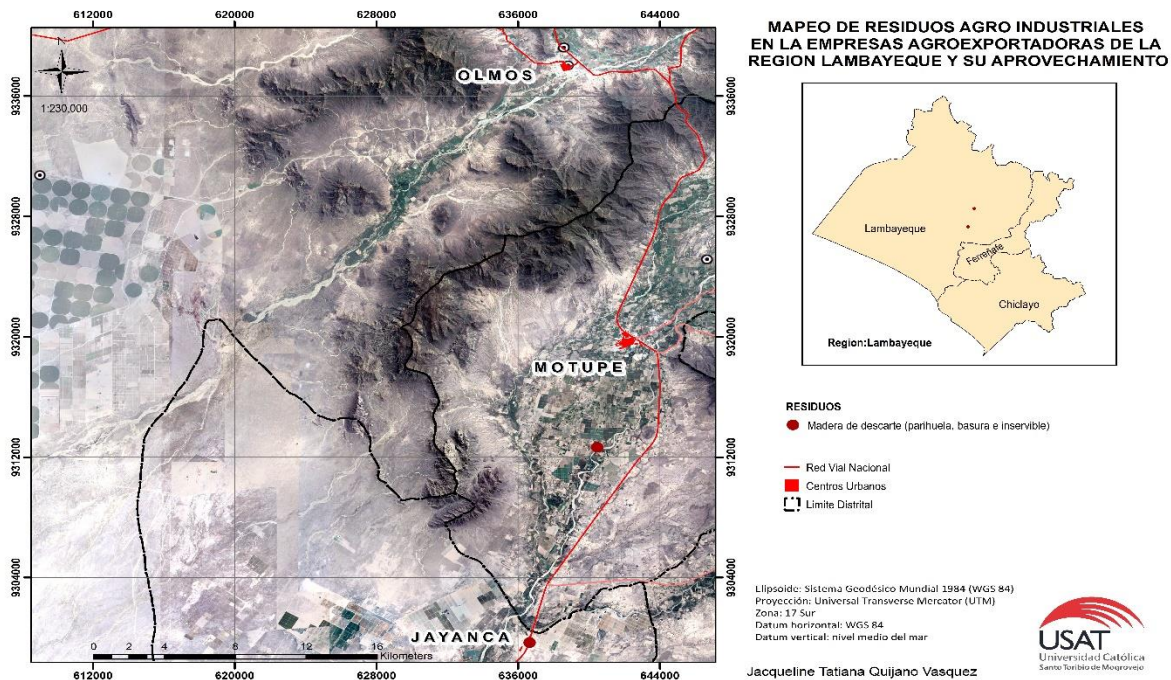 612000 620000 628000 636000 644000
9336000
9328000
9320000
9312000
9304000
N
1:230,000
OLMOS
MOTUPE
JAYANCA
0 2 3 6 12 16
Kilometers
612000 620000 628000 636000 644000
9336000
9328000
9320000
9312000
9304000
MAPEO DE RESIDUOS AGRO INDUSTRIALES
EN LA EMPRESAS AGROEXPORTADORAS DE LA
REGION LAMBAYEQUE Y SU APROVECHAMIENTO
Lambayeque
Ferreñafe
Chiclayo
Region:Lambayeque
RESIDUOS
Madera de descarte (parihuela, basura e inservible)
Red Vial Nacional
Centros Urbanos
Limite Distrital
Llipsoide: Sistema Geodésico Mundial 1984 (WGS 84)
Proyección: Universal Transverse Mercator (UTM)
Zona: 17 Sur
Datum horizontal: WGS 84
Datum vertical: nivel medio del mar
Jacqueline Tatiana Quijano Vasquez
USAT
Universidad Católica
Santo Toribio de Mogrovejo